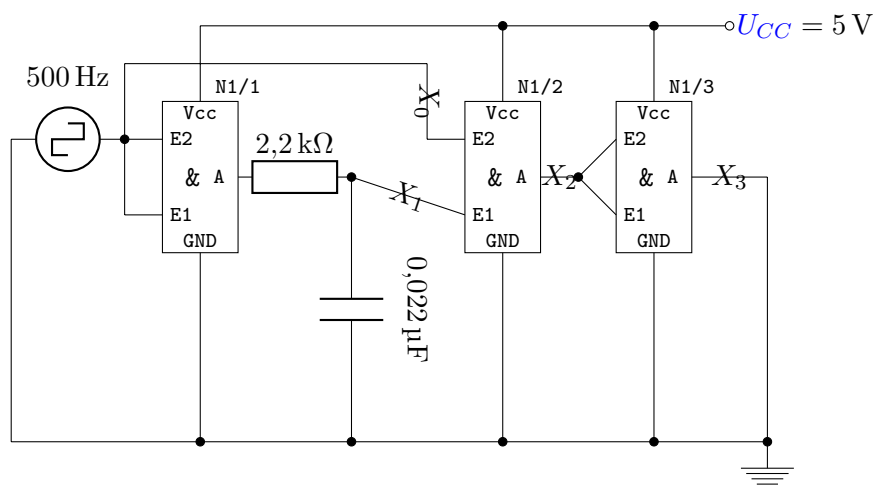 U_CC = 5 V
500 Hz
N1/1
N1/2
N1/3
X_0
Vcc
Vcc
Vcc
E2
E2
E2
2,2 kΩ
& A
& A
X_2
& A
X_3
X_1
E1
E1
E1
GND
GND
GND
0,022 µF